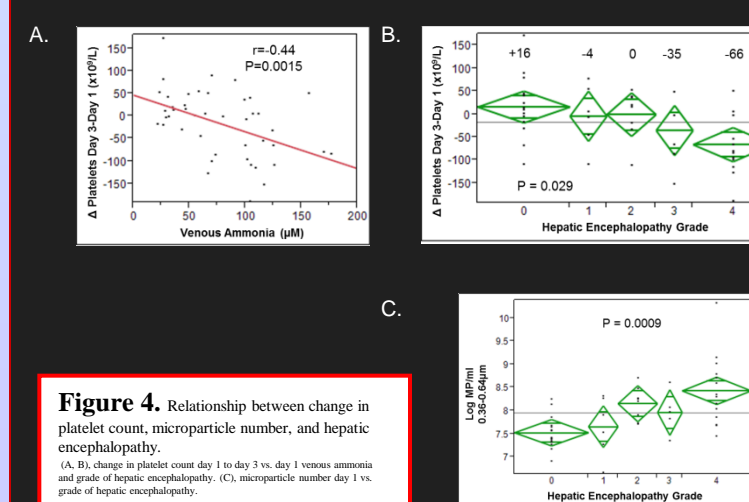 A.
Δ Platelets Day 3-Day 1 (x10⁹/L)
150
100
50
0
-50
-100
-150
r=-0.44
P=0.0015
0 50 100 150 200
Venous Ammonia (µM)
B.
Δ Platelets Day 3-Day 1 (x10⁹/L)
150
100
50
0
-50
-100
-150
+16 -4 0 -35 -66
P = 0.029
0 1 2 3 4
Hepatic Encephalopathy Grade
C.
Log MP/ml
0.36-0.64µm
10
9.5
9
8.5
8
7.5
7
P = 0.0009
0 1 2 3 4
Hepatic Encephalopathy Grade
Figure 4. Relationship between change in
platelet count, microparticle number, and hepatic
encephalopathy.
(A, B), change in platelet count day 1 to day 3 vs. day 1 venous ammonia
and grade of hepatic encephalopathy. (C), microparticle number day 1 vs.
grade of hepatic encephalopathy.